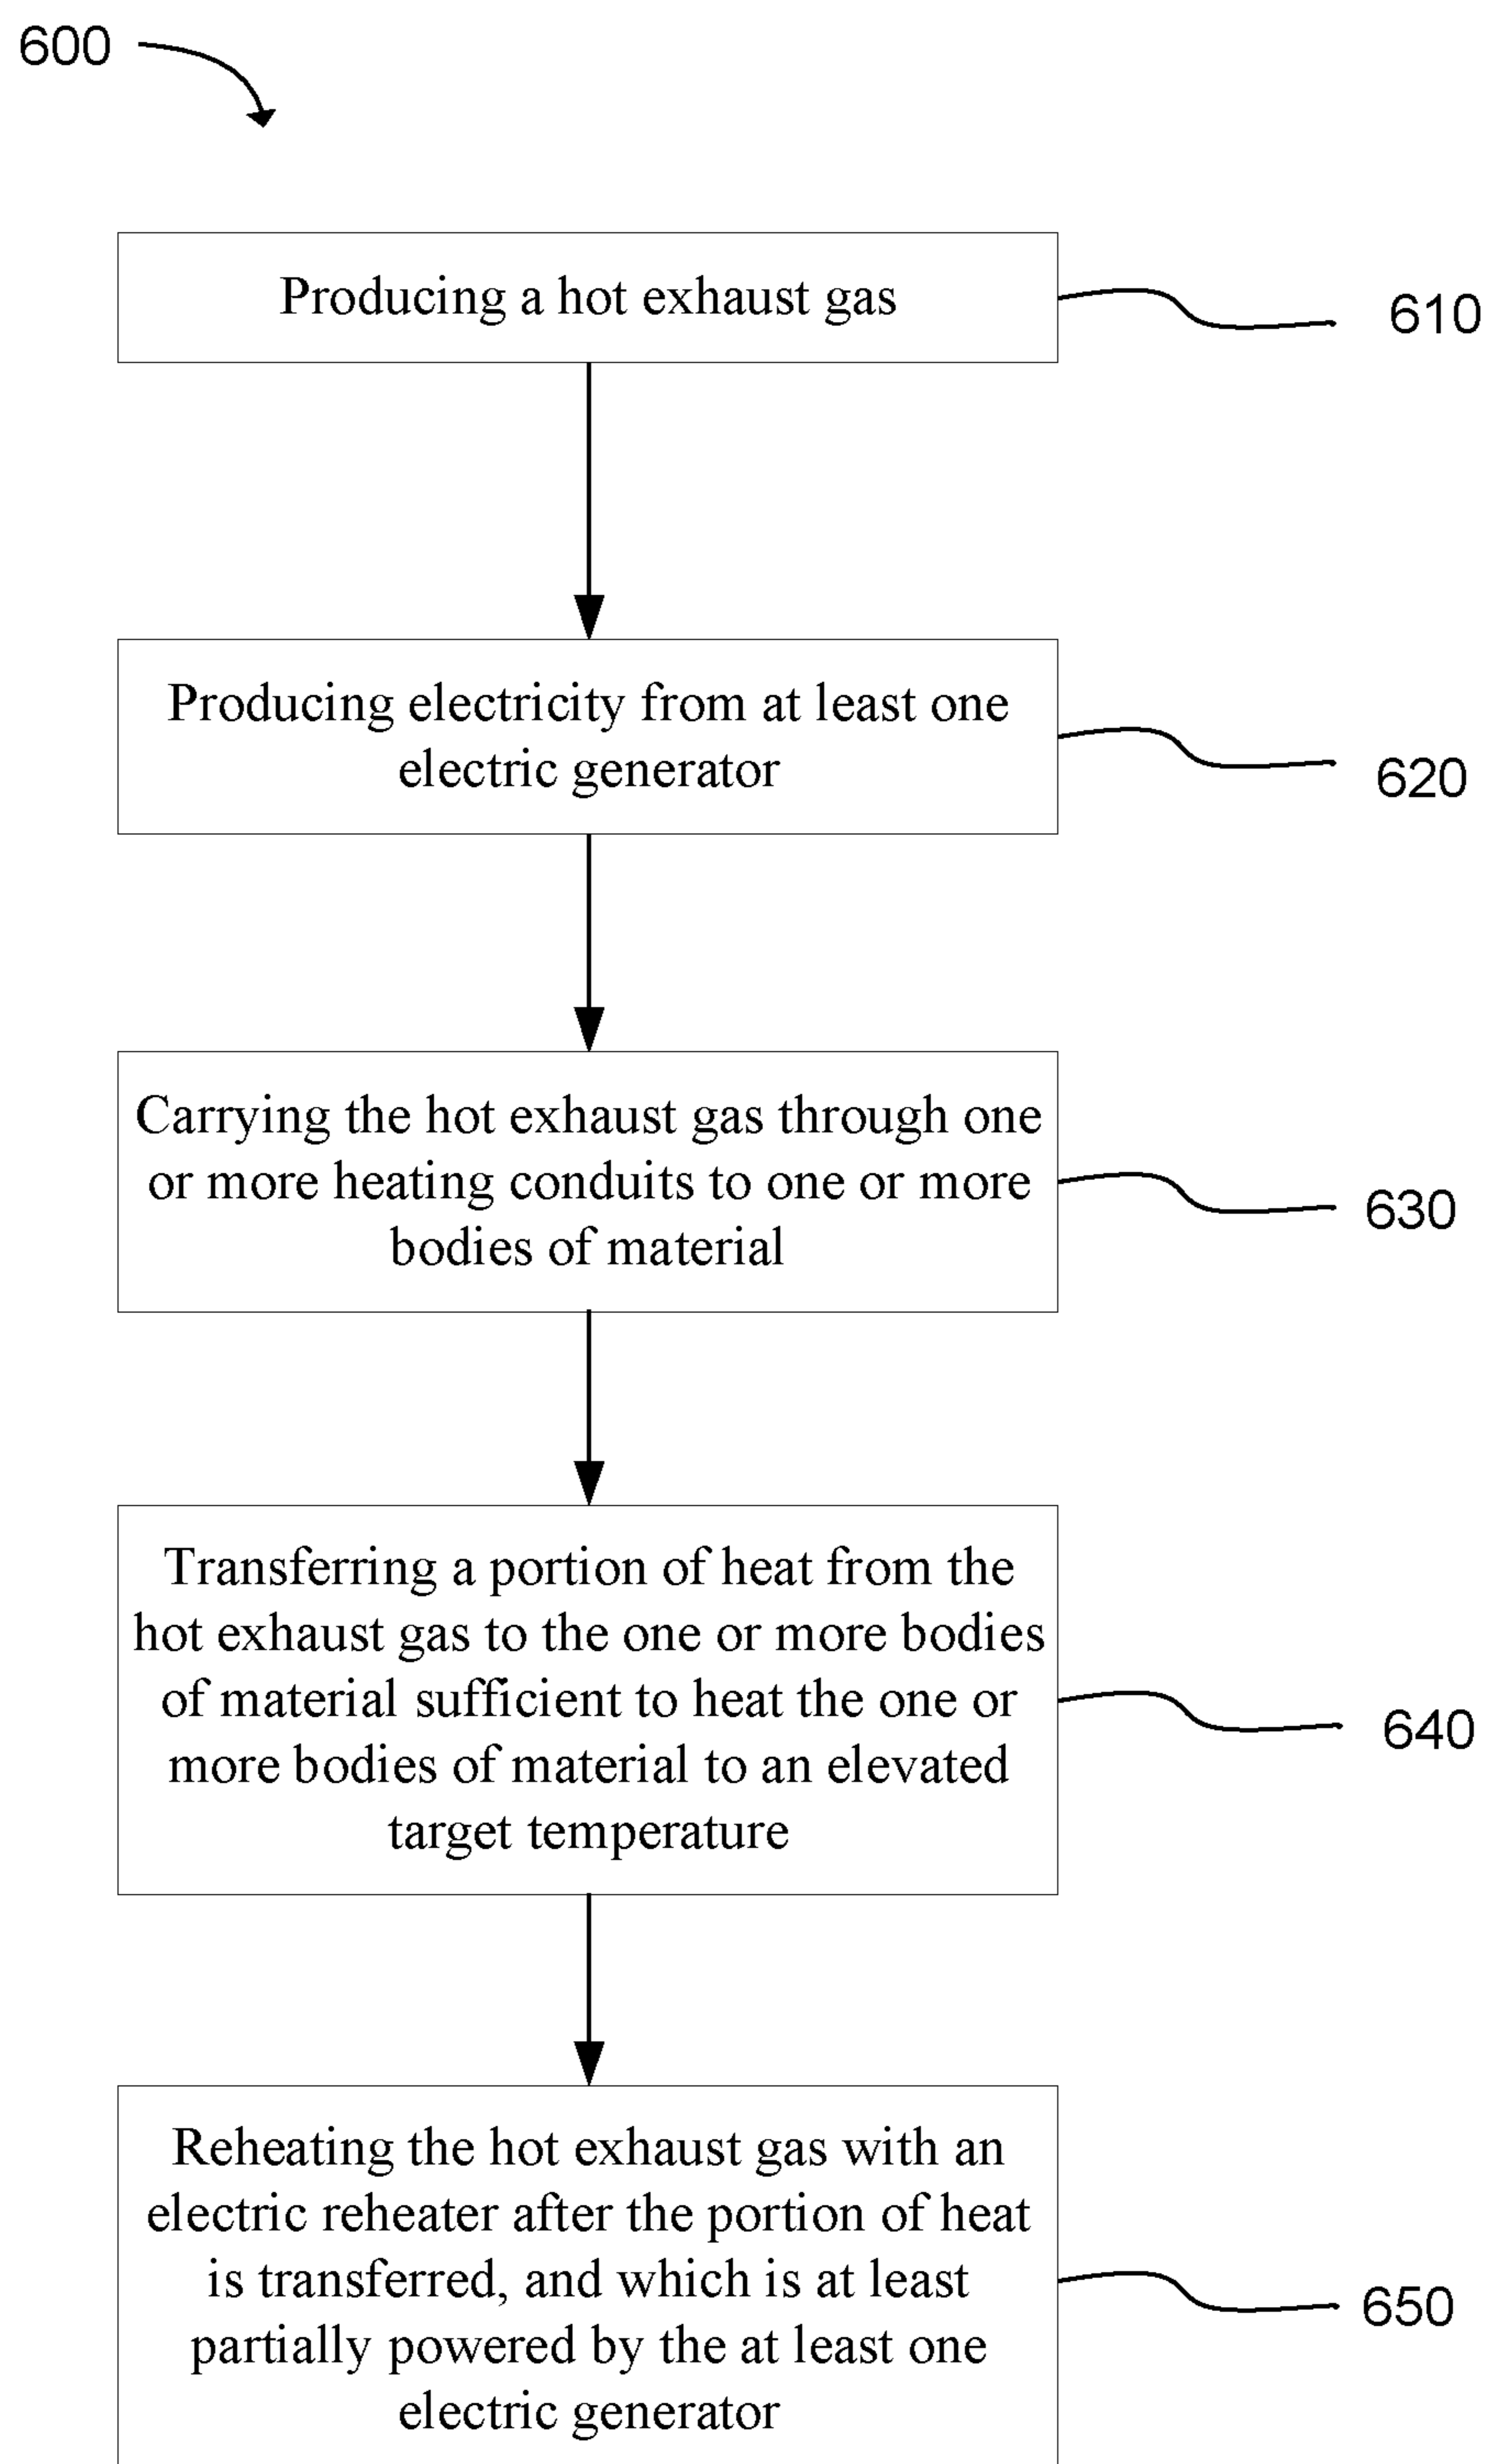 600
Producing a hot exhaust gas
610
Producing electricity from at least one
electric generator
620
Carrying the hot exhaust gas through one
or more heating conduits to one or more
bodies of material
630
Transferring a portion of heat from the
hot exhaust gas to the one or more bodies
of material sufficient to heat the one or
more bodies of material to an elevated
target temperature
640
Reheating the hot exhaust gas with an
electric reheater after the portion of heat
is transferred, and which is at least
partially powered by the at least one
electric generator
650